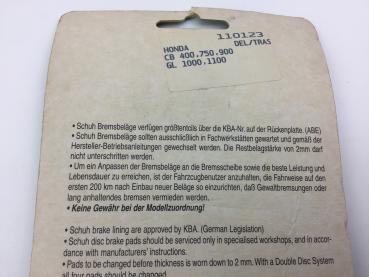 110123
HONDA DEL/TRAS
CB 400.750.900
GL 1000.1100
• Schuh Bremsbeläge verfügen größtenteils über die KBA-Nr. auf der Rückenplatte. (ABE)
• Schuh Bremsbeläge sollten ausschließlich in Fachwerkstätten gewartet und gemäß der
Hersteller-Betriebsanleitungen gewechselt werden. Die Restbelagstärke von 2mm darf
nicht unterschritten werden.
• Um ein Anpassen der Bremsbeläge an die Bremsscheibe sowie die beste Leistung und
Lebensdauer zu erreichen, ist der Fahrzeugbenutzer anzuhalten, die Fahrweise auf den
ersten 200 km nach Einbau neuer Beläge so einzurichten, daß Gewaltbremsungen oder
lang anhaltendes bremsen vermieden werden.
• Keine Gewähr bei der Modellzuordnung!
• Schuh brake lining are approved by KBA. (German Legislation)
• Schuh disc brake pads should be serviced only in specialised workshops, and in accor-
dance with manufacturers' instructions.
• Pads to be changed before thickness is worn down to 2 mm. With a Double Disc System
all four pads should be changed